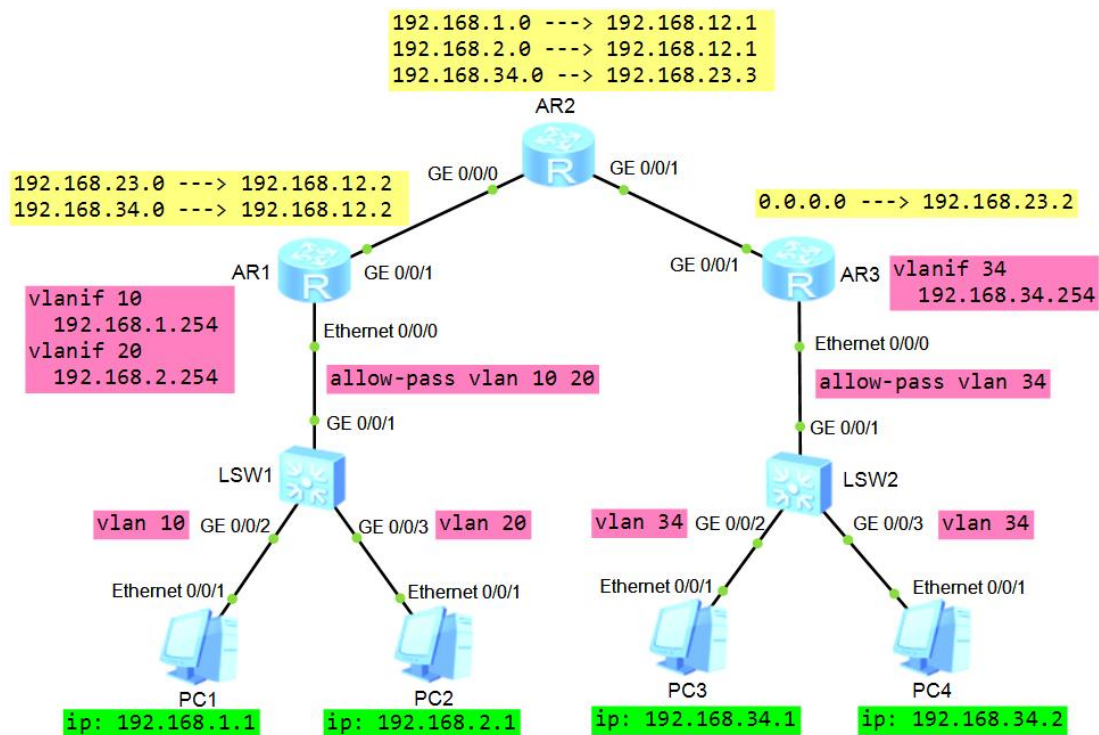 192.168.1.0 ---> 192.168.12.1
192.168.2.0 ---> 192.168.12.1
192.168.34.0 --> 192.168.23.3
AR2
GE 0/0/0
GE 0/0/1
192.168.23.0 ---> 192.168.12.2
192.168.34.0 ---> 192.168.12.2
0.0.0.0 ---> 192.168.23.2
AR1
GE 0/0/1
GE 0/0/1
AR3
vlanif 10
192.168.1.254
vlanif 20
192.168.2.254
vlanif 34
192.168.34.254
Ethernet 0/0/0
Ethernet 0/0/0
allow-pass vlan 10 20
allow-pass vlan 34
GE 0/0/1
GE 0/0/1
LSW1
LSW2
vlan 10
GE 0/0/2
GE 0/0/3
vlan 20
vlan 34
GE 0/0/2
GE 0/0/3
vlan 34
Ethernet 0/0/1
Ethernet 0/0/1
Ethernet 0/0/1
Ethernet 0/0/1
PC1
PC2
PC3
PC4
ip: 192.168.1.1
ip: 192.168.2.1
ip: 192.168.34.1
ip: 192.168.34.2